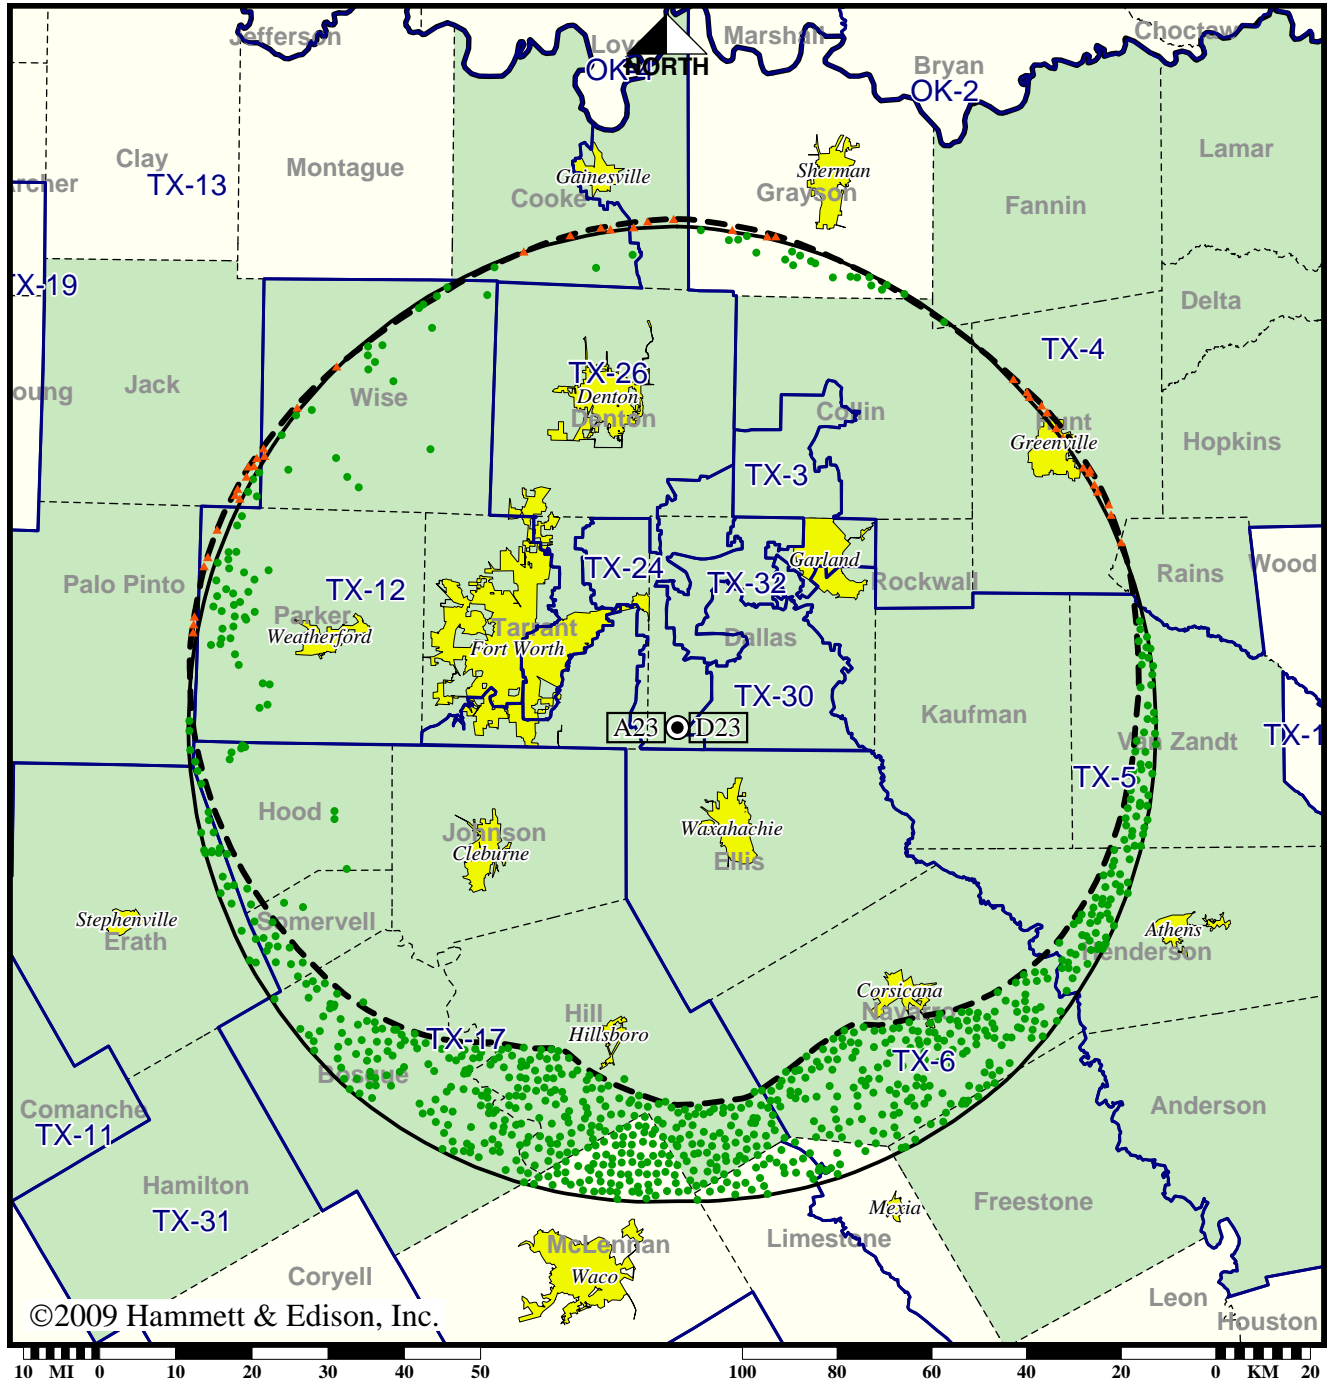 Jefferson
Love
Marshall
Choctaw
NORTH
OK-4
Bryan
OK-2
Clay
TX-13
Montague
Archer
Cooke
Gainesville
Sherman
Grayson
Fannin
Lamar
TX-19
Delta
Young
Jack
Wise
TX-26
Denton
Denton
Collin
TX-4
Hunt
Greenville
Hopkins
TX-3
Palo Pinto
TX-12
Parker
Weatherford
Tarrant
Fort Worth
TX-24
TX-32
Garland
Rockwall
Rains
Wood
Dallas
TX-30
A23
D23
Kaufman
Van Zandt
TX-1
TX-5
Hood
Johnson
Cleburne
Waxahachie
Ellis
Stephenville
Erath
Somervell
Athens
Henderson
Corsicana
Navarro
Hill
Hillsboro
TX-17
TX-6
Bosque
Comanche
TX-11
Anderson
Hamilton
TX-31
Freestone
Mexia
Limestone
McLennan
Waco
Coryell
Leon
Houston
©2009 Hammett & Edison, Inc.
10 MI 0 10 20 30 40 50 100 80 60 40 20 0 KM 20